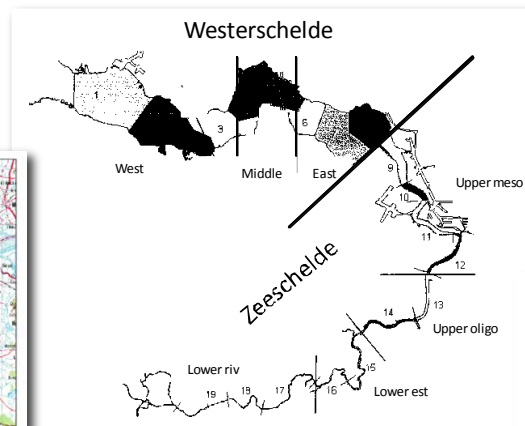 Westerschelde
1
3
6
West
Middle
East
9
Upper meso
10
11
12
Zeeschelde
13
14
Upper oligo
15
Lower riv
16
Lower est
17
18
19